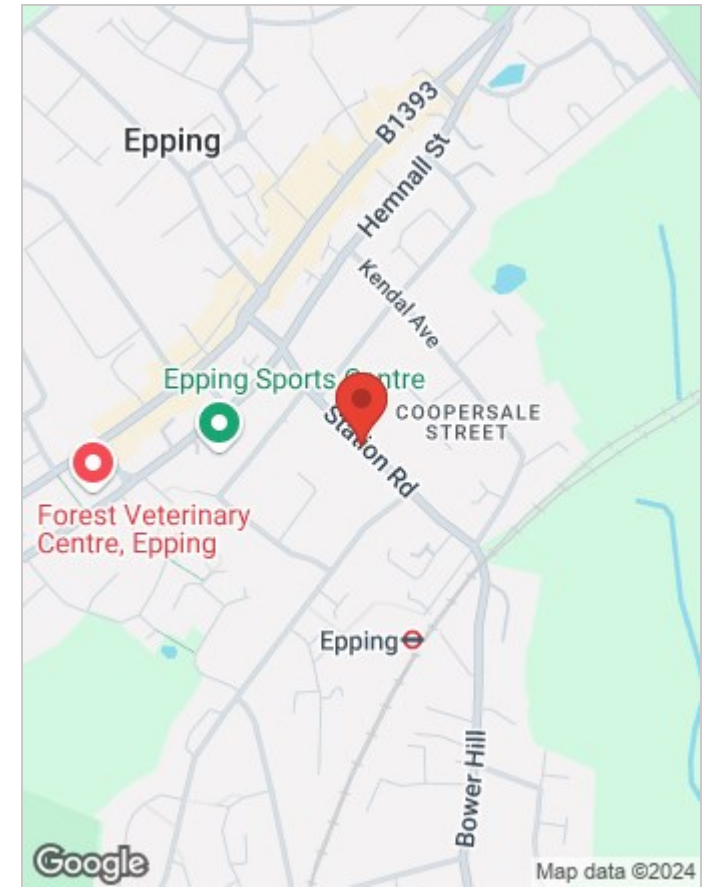 B1393
Epping
Hemnall St
Kendal Ave
Epping Sports Centre
COOPERSALE
STREET
Station Rd
Forest Veterinary
Centre, Epping
Epping
Bower Hill
Google
Map data ©2024